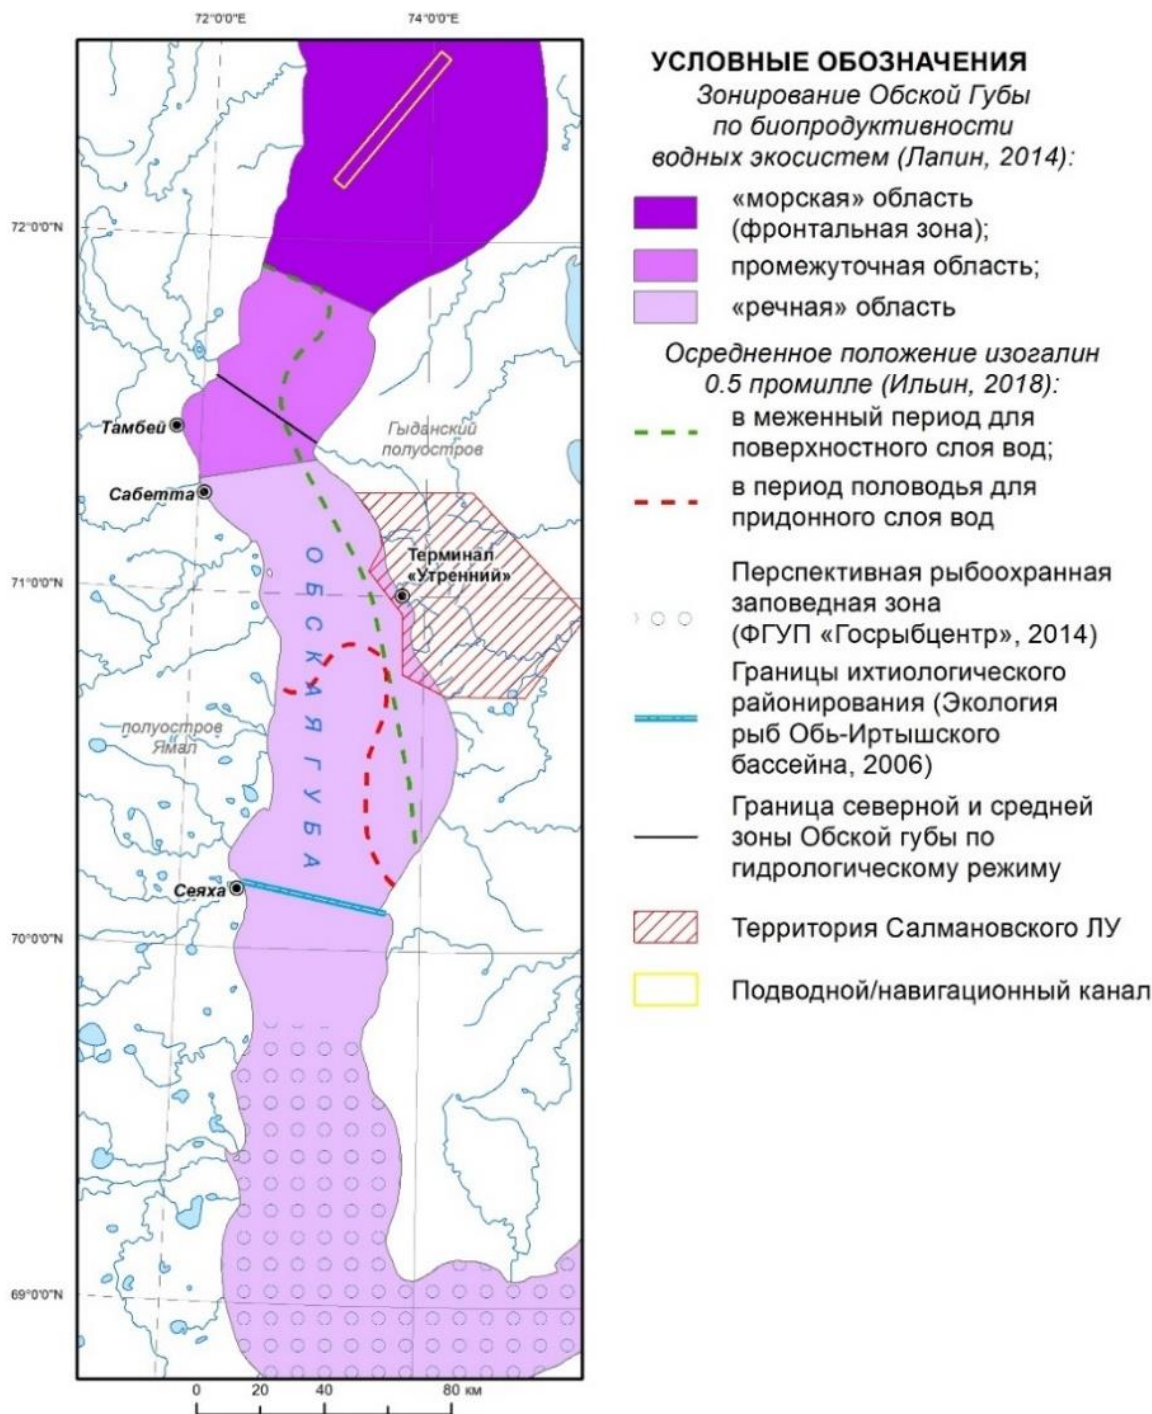 72°0'0"E
74°0'0"E
72°0'0"N
71°0'0"N
70°0'0"N
69°0'0"N
Тамбей
Сабетта
Гыданский
полуостров
Терминал
«Утренний»
ОБСКАЯ ГУБА
полуостров
Ямал
Сеяха
0 20 40 80 км
УСЛОВНЫЕ ОБОЗНАЧЕНИЯ
Зонирование Обской Губы
по биопродуктивности
водных экосистем (Лапин, 2014):
«морская» область
(фронтальная зона);
промежуточная область;
«речная» область
Осредненное положение изогалин
0.5 промилле (Ильин, 2018):
в меженный период для
поверхностного слоя вод;
в период половодья для
придонного слоя вод
Перспективная рыбоохранная
заповедная зона
(ФГУП «Госрыбцентр», 2014)
Границы ихтиологического
районирования (Экология
рыб Обь-Иртышского
бассейна, 2006)
Граница северной и средней
зоны Обской губы по
гидрологическому режиму
Территория Салмановского ЛУ
Подводной/навигационный канал